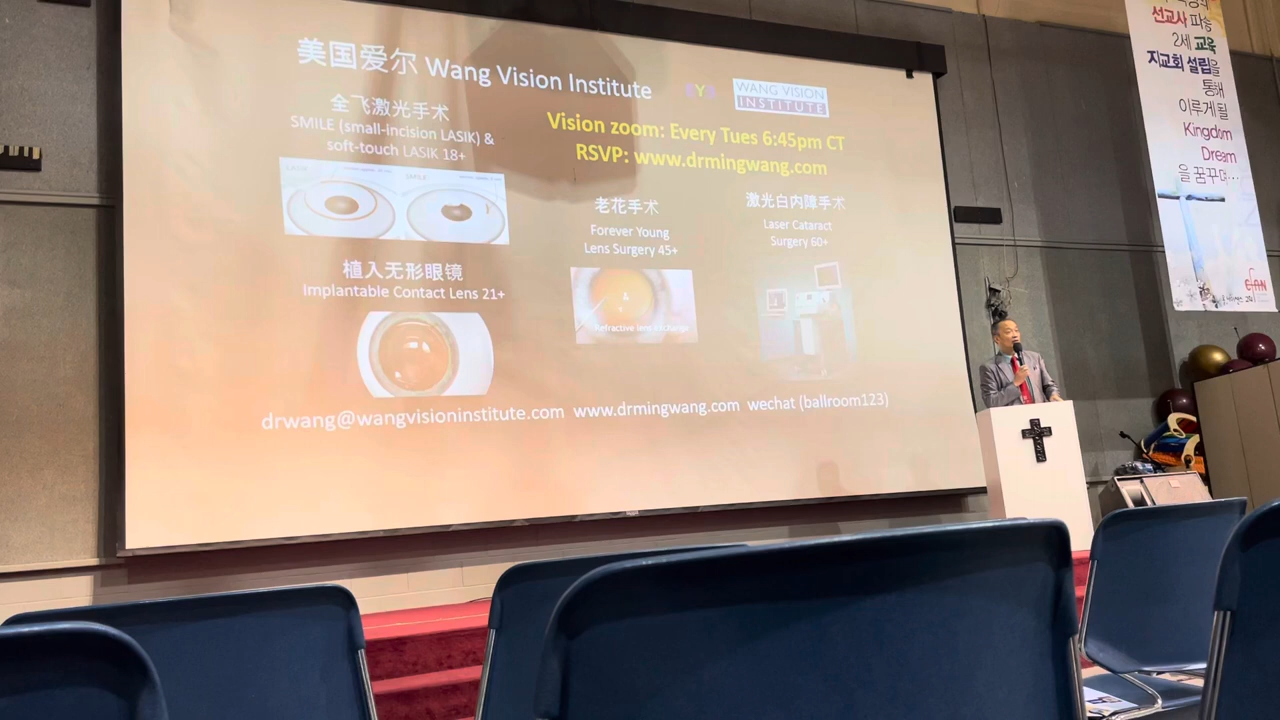 美国爱尔 Wang Vision Institute
WANG VISION
INSTITUTE
全飞激光手术
SMILE (small-incision LASIK) &
soft-touch LASIK 18+
Vision zoom: Every Tues 6:45pm CT
RSVP: www.drmingwang.com
LASIK
SMILE
老花手术
Forever Young
Lens Surgery 45+
激光白内障手术
Laser Cataract
Surgery 60+
植入无形眼镜
Implantable Contact Lens 21+
Refractive lens exchange
drwang@wangvisioninstitute.com www.drmingwang.com wechat (ballroom123)
선교사 파송
2세 교육
지교회 설립을
통해
이루게 될
Kingdom
Dream
을 꿈꾸며...